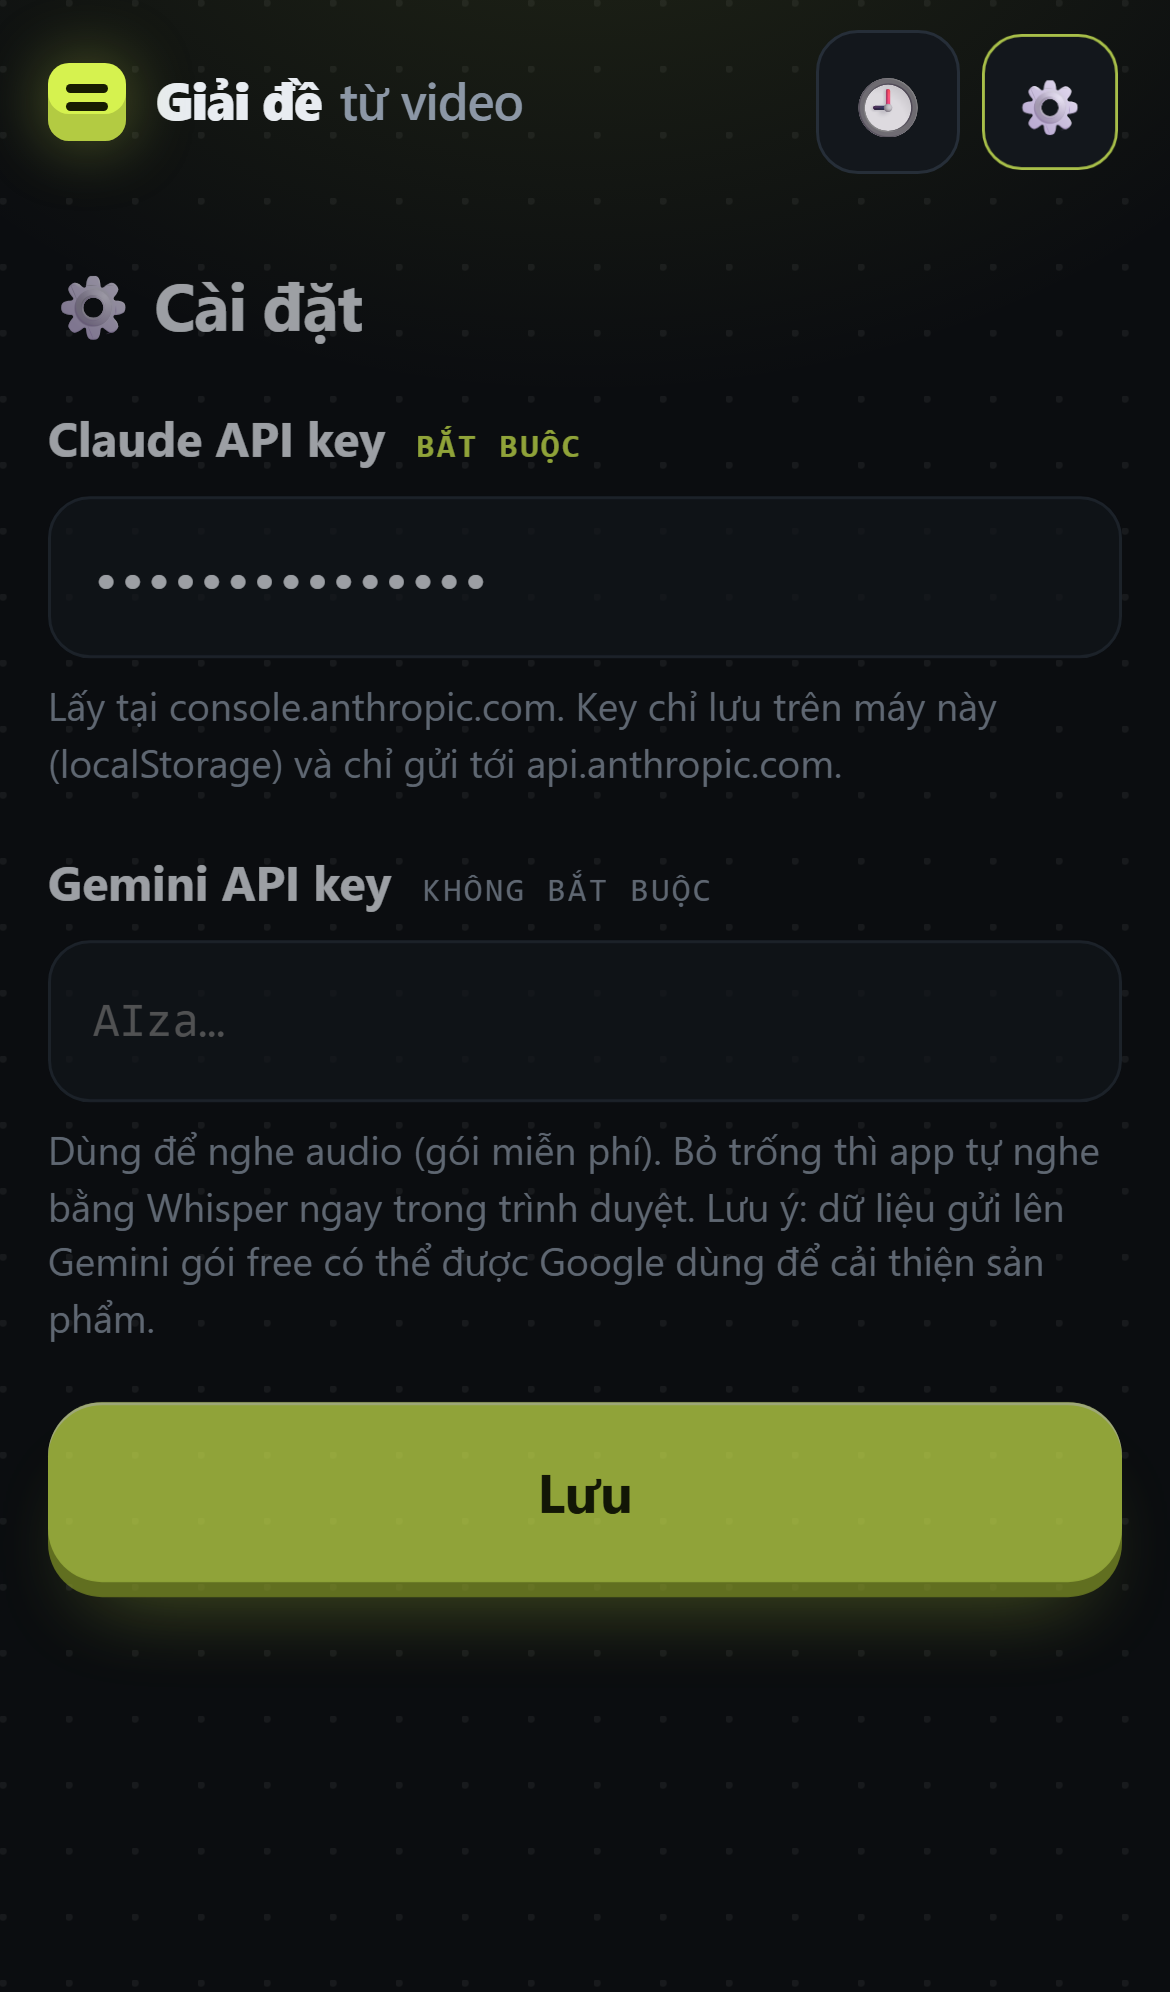 Giải đề từ video
Cài đặt
Claude API key BẮT BUỘC
•••••••••••••••
Lấy tại console.anthropic.com. Key chỉ lưu trên máy này
(localStorage) và chỉ gửi tới api.anthropic.com.
Gemini API key KHÔNG BẮT BUỘC
AIza…
Dùng để nghe audio (gói miễn phí). Bỏ trống thì app tự nghe
bằng Whisper ngay trong trình duyệt. Lưu ý: dữ liệu gửi lên
Gemini gói free có thể được Google dùng để cải thiện sản
phẩm.
Lưu